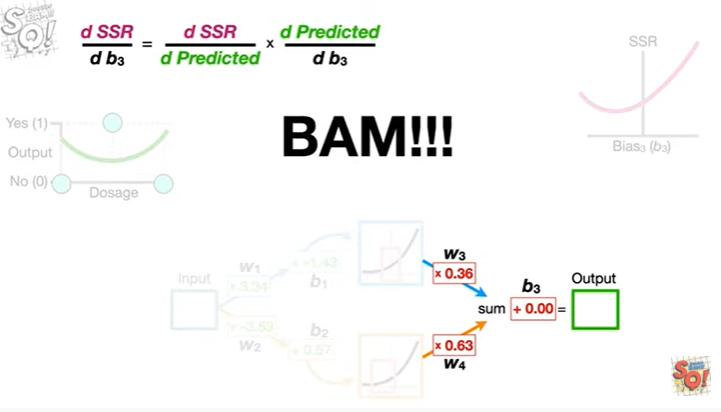 d SSR
d b₃
=
d SSR
d Predicted
x
d Predicted
d b₃
SSR
Bias₃ (b₃)
BAM!!!
Yes (1)
Output
No (0)
Dosage
Input
w₁
x 3.34
+ -1.43
b₁
x -3.53
w₂
b₂
+ 0.57
w₃
x 0.36
x 0.63
w₄
sum
b₃
+ 0.00
=
Output
SQ!